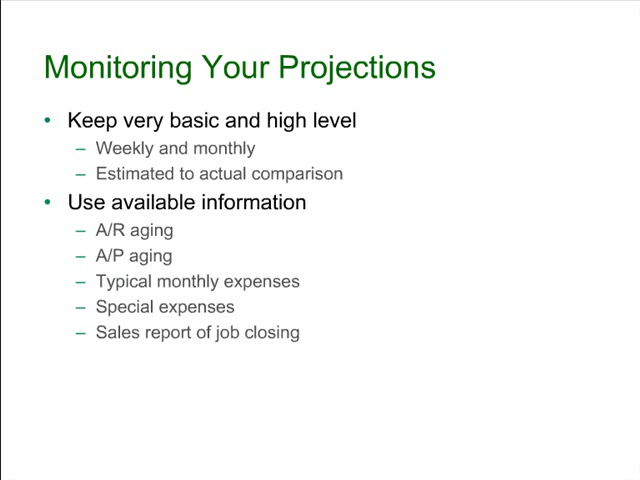 Monitoring Your Projections
• Keep very basic and high level
– Weekly and monthly
– Estimated to actual comparison
• Use available information
– A/R aging
– A/P aging
– Typical monthly expenses
– Special expenses
– Sales report of job closing